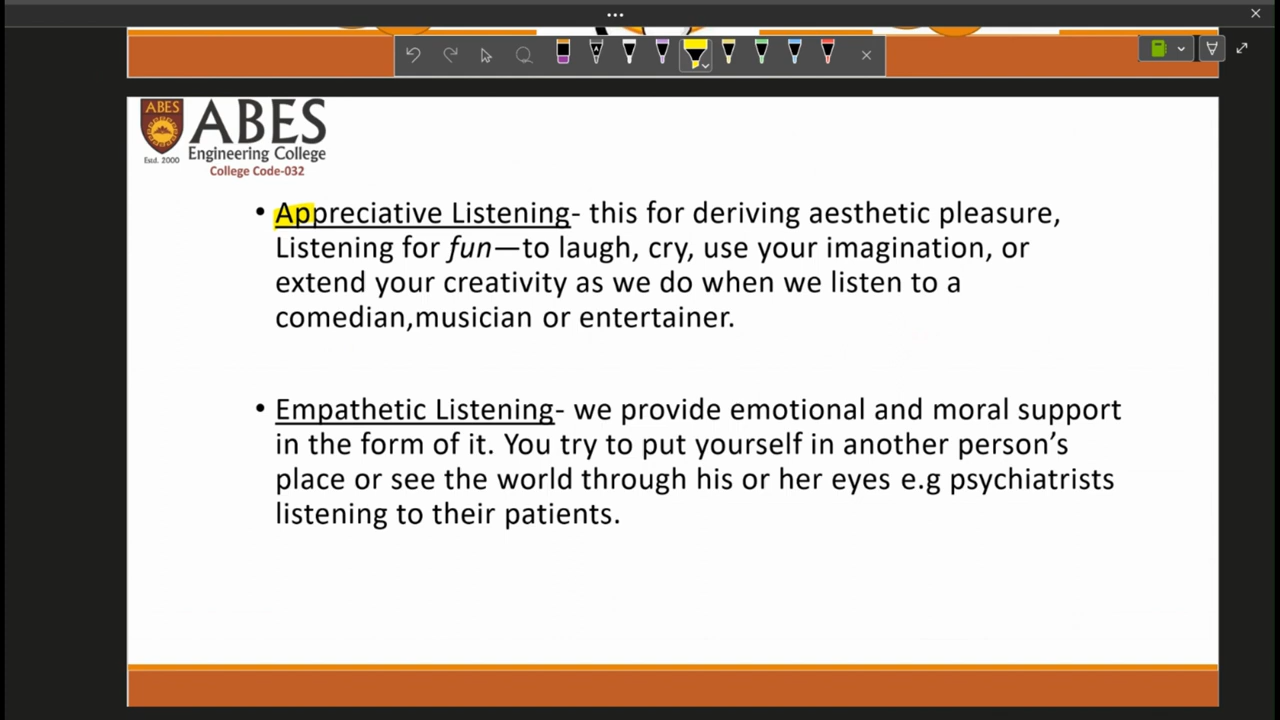 ABES
ABES
Engineering College
Estd. 2000
College Code-032
• Appreciative Listening- this for deriving aesthetic pleasure,
Listening for fun—to laugh, cry, use your imagination, or
extend your creativity as we do when we listen to a
comedian,musician or entertainer.
• Empathetic Listening- we provide emotional and moral support
in the form of it. You try to put yourself in another person’s
place or see the world through his or her eyes e.g psychiatrists
listening to their patients.